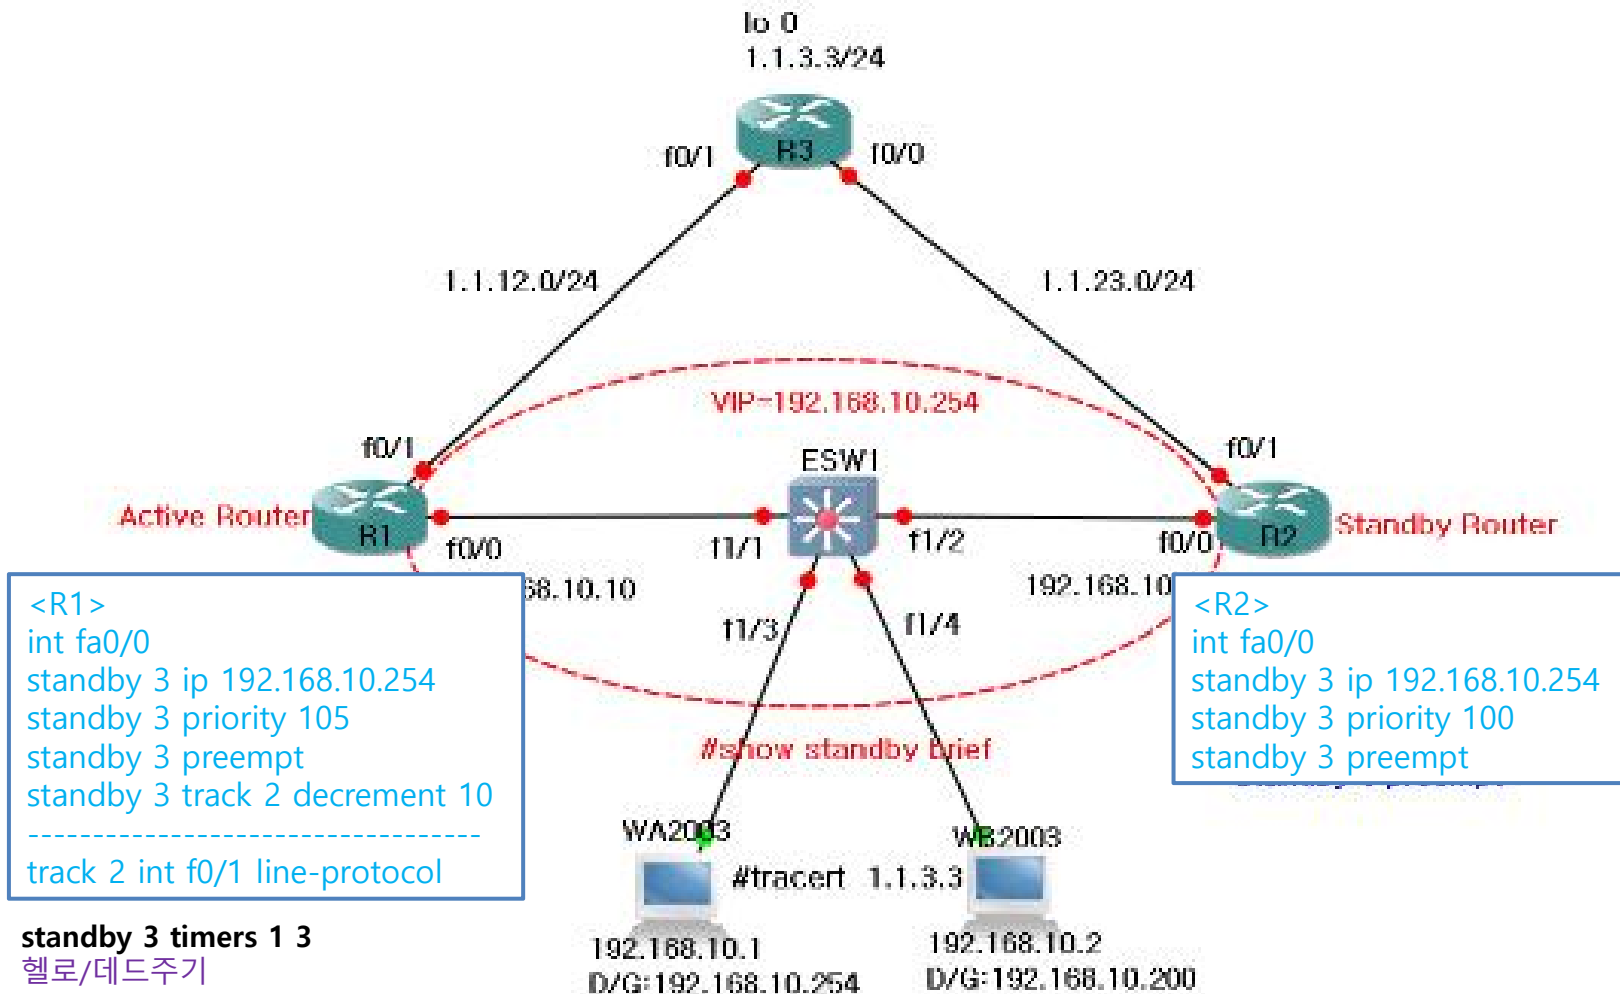 lo 0
1.1.3.3/24
R3
f0/1
f0/0
1.1.12.0/24
1.1.23.0/24
VIP=192.168.10.254
f0/1
ESW1
f0/1
Active Router
R1
f0/0
f1/1
f1/2
f0/0
R2
Standby Router
68.10.10
192.168.10
f1/3
f1/4
<R1>
int fa0/0
standby 3 ip 192.168.10.254
standby 3 priority 105
standby 3 preempt
standby 3 track 2 decrement 10
-----------------------------------
track 2 int f0/1 line-protocol
<R2>
int fa0/0
standby 3 ip 192.168.10.254
standby 3 priority 100
standby 3 preempt
#show standby brief
WA2003
WB2003
#tracert 1.1.3.3
standby 3 timers 1 3
헬로/데드주기
192.168.10.1
D/G:192.168.10.254
192.168.10.2
D/G:192.168.10.200